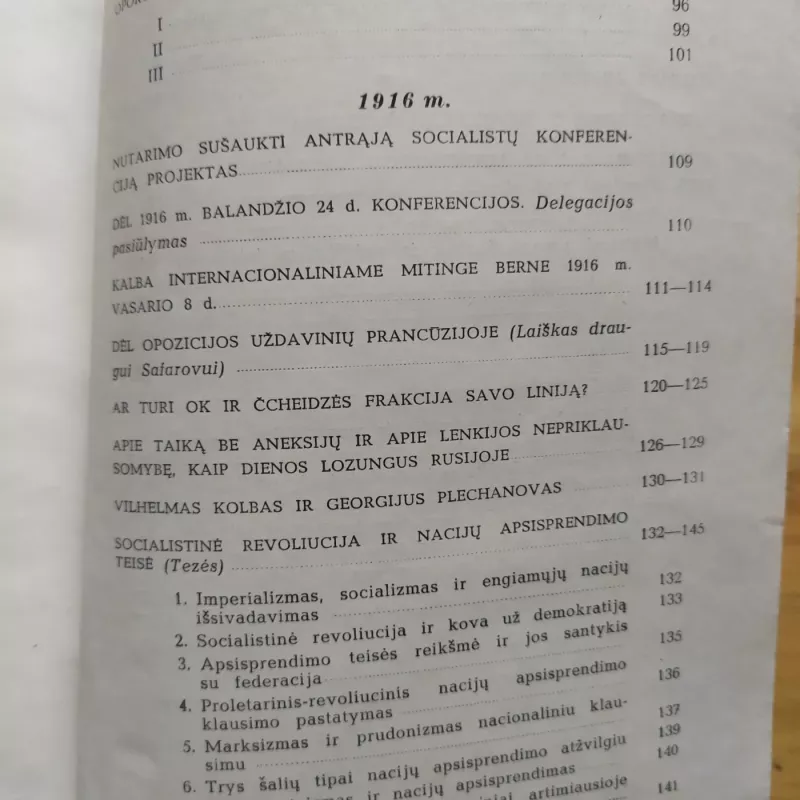 96
I 99
II 101
III
1916 m.
NUTARIMO SUŠAUKTI ANTRĄJĄ SOCIALISTŲ KONFEREN-
CIJĄ PROJEKTAS 109
DĖL 1916 m. BALANDŽIO 24 d. KONFERENCIJOS. Delegacijos
pasiūlymas 110
KALBA INTERNACIONALINIAME MITINGE BERNE 1916 m.
VASARIO 8 d. 111—114
DĖL OPOZICIJOS UŽDAVINIŲ PRANCŪZIJOJE (Laiškas drau-
gui Safarovui) 115—119
AR TURI OK IR ČCHEIDZĖS FRAKCIJA SAVO LINIJĄ? 120—125
APIE TAIKĄ BE ANEKSIJŲ IR APIE LENKIJOS NEPRIKLAU-
SOMYBĘ, KAIP DIENOS LOZUNGUS RUSIJOJE 126—129
VILHELMAS KOLBAS IR GEORGIJUS PLECHANOVAS 130—131
SOCIALISTINĖ REVOLIUCIJA IR NACIJŲ APSISPRENDIMO
TEISĖ (Tezės) 132—145
1. Imperializmas, socializmas ir engiamųjų nacijų
išsivadavimas 132
2. Socialistinė revoliucija ir kova už demokratiją 133
3. Apsisprendimo teisės reikšmė ir jos santykis
su federacija 135
4. Proletarinis-revoliucinis nacijų apsisprendimo
klausimo pastatymas 136
5. Marksizmas ir prudonizmas nacionaliniu klau-
simu 137
6. Trys šalių tipai nacijų apsisprendimo atžvilgiu 139
ir nacijų apsisprendimas 140
artimiausioje
141